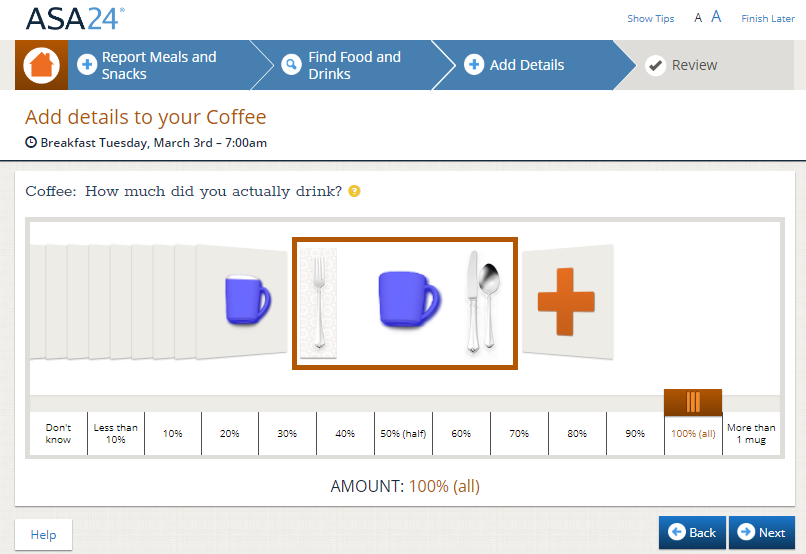 ASA24®
Show Tips A A Finish Later
Report Meals and
Snacks
Find Food and
Drinks
Add Details
Review
Add details to your Coffee
Breakfast Tuesday, March 3rd – 7:00am
Coffee: How much did you actually drink? ?
Don't
know
Less than
10%
10%
20%
30%
40%
50% (half)
60%
70%
80%
90%
100% (all)
More than
1 mug
AMOUNT: 100% (all)
Help
Back
Next